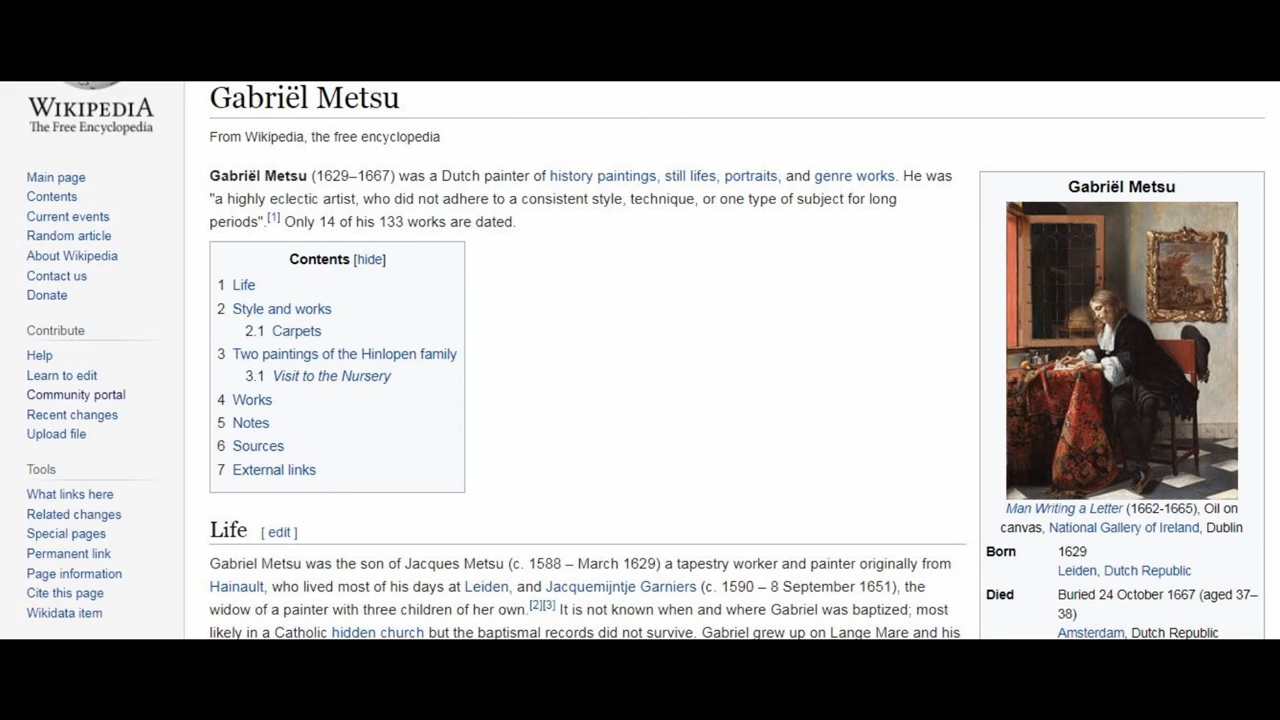 WIKIPEDIA
The Free Encyclopedia
Main page
Contents
Current events
Random article
About Wikipedia
Contact us
Donate
Contribute
Help
Learn to edit
Community portal
Recent changes
Upload file
Tools
What links here
Related changes
Special pages
Permanent link
Page information
Cite this page
Wikidata item
Gabriël Metsu
From Wikipedia, the free encyclopedia
Gabriël Metsu (1629–1667) was a Dutch painter of history paintings, still lifes, portraits, and genre works. He was
"a highly eclectic artist, who did not adhere to a consistent style, technique, or one type of subject for long
periods".[1] Only 14 of his 133 works are dated.
Contents [hide]
1 Life
2 Style and works
2.1 Carpets
3 Two paintings of the Hinlopen family
3.1 Visit to the Nursery
4 Works
5 Notes
6 Sources
7 External links
Life [ edit ]
Gabriel Metsu was the son of Jacques Metsu (c. 1588 – March 1629) a tapestry worker and painter originally from
Hainault, who lived most of his days at Leiden, and Jacquemijntje Garniers (c. 1590 – 8 September 1651), the
widow of a painter with three children of her own.[2][3] It is not known when and where Gabriel was baptized; most
likely in a Catholic hidden church but the baptismal records did not survive. Gabriel grew up on Lange Mare and his
Gabriël Metsu
Man Writing a Letter (1662-1665), Oil on
canvas, National Gallery of Ireland, Dublin
Born 1629
Leiden, Dutch Republic
Died Buried 24 October 1667 (aged 37–
38)
Amsterdam, Dutch Republic